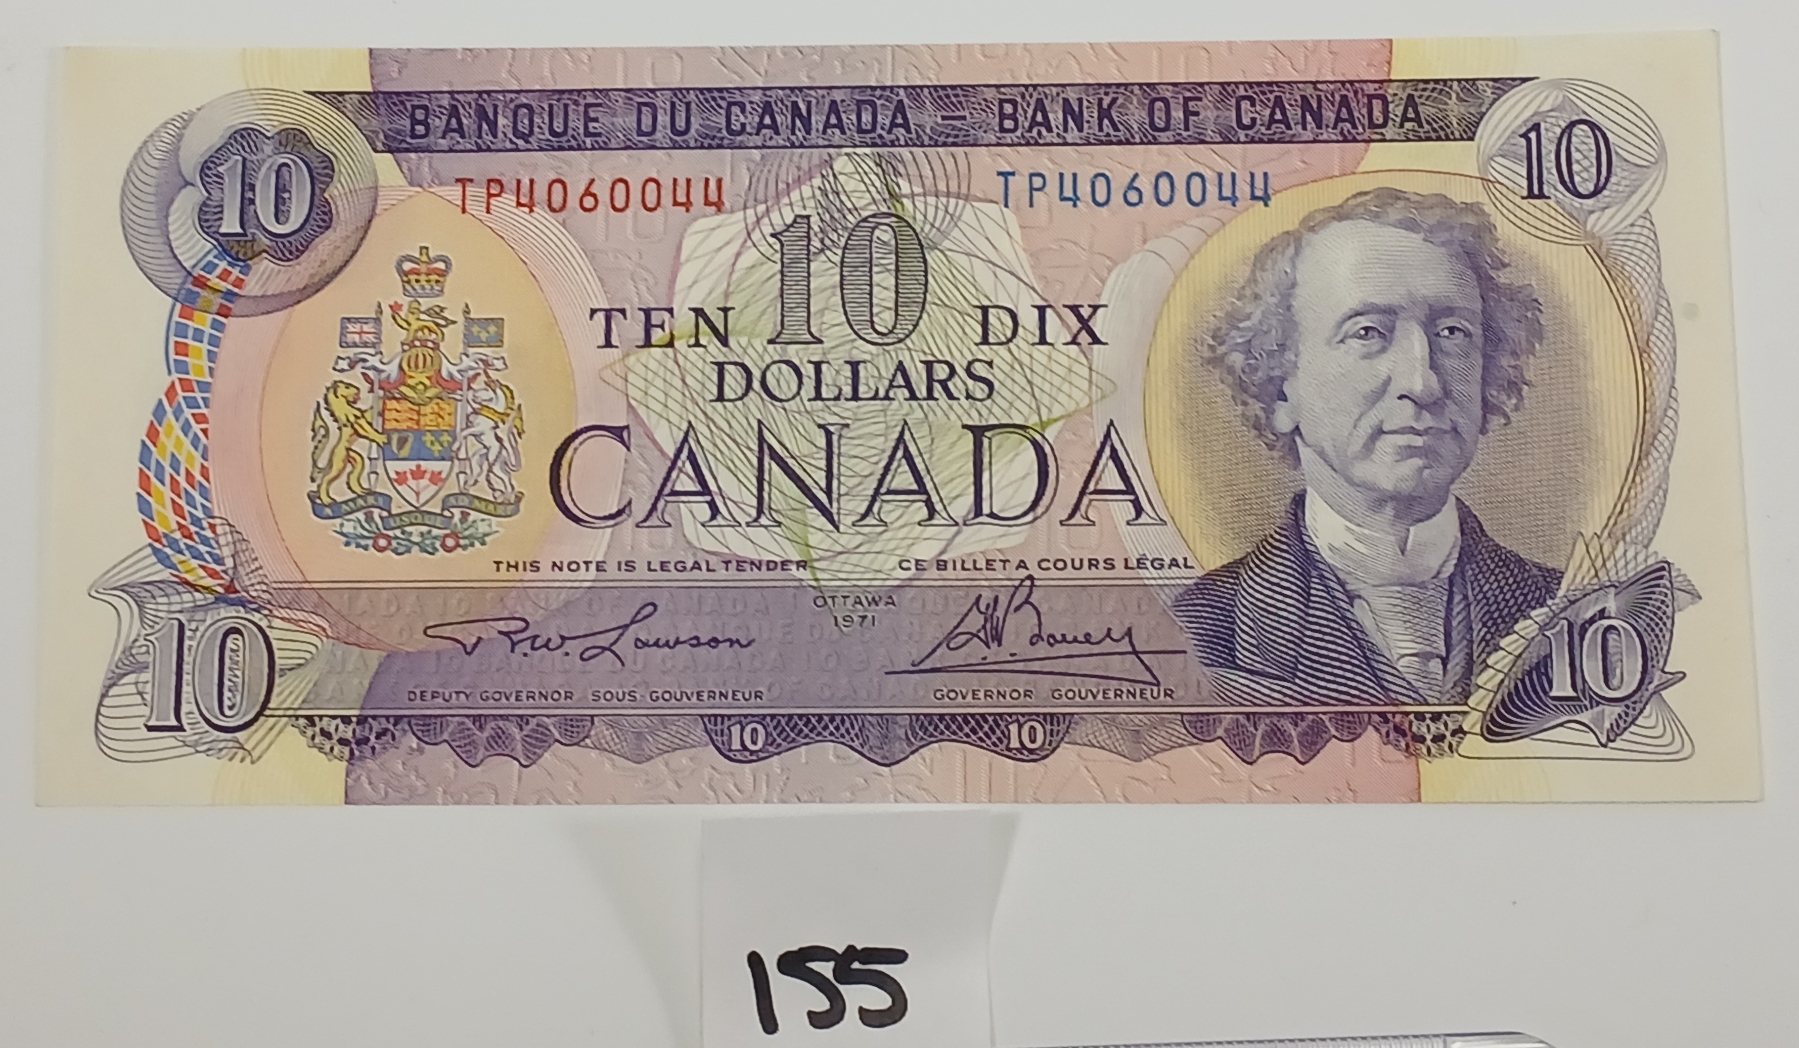 BANQUE DU CANADA – BANK OF CANADA
10
10
TP4060044 TP4060044
10
TEN DIX
DOLLARS
CANADA
THIS NOTE IS LEGAL TENDER CE BILLET A COURS LÉGAL
OTTAWA
1971
R.W. Lawson
DEPUTY GOVERNOR SOUS-GOUVERNEUR GOVERNOR GOUVERNEUR
10
10
10
10
155